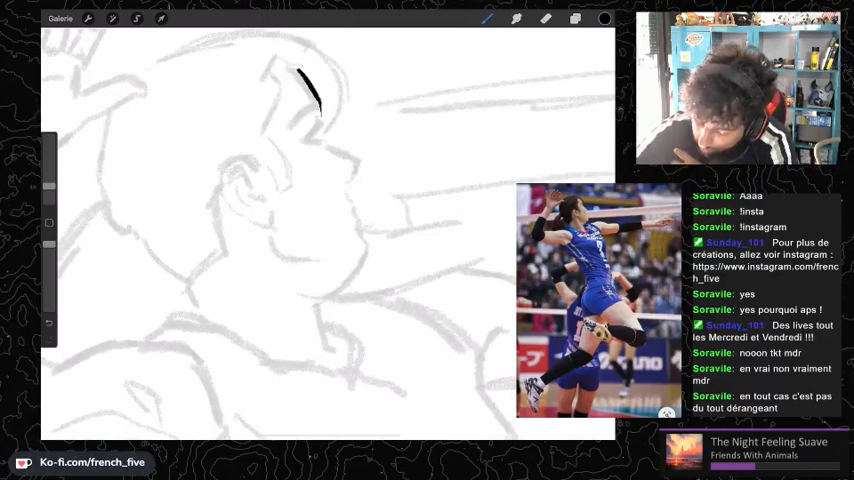 Galerie
Soravile: Aaaa
Soravile: !insta
Soravile: !instagram
Sunday_101 Pour plus de
créations, allez voir instagram :
https://www.instagram.com/frenc
h_five
Soravile: yes
Soravile: yes pourquoi aps !
Sunday_101 : Des lives tout
les Mercredi et Vendredi !!!
Soravile: nooon tkt mdr
Soravile: en vrai non vraiment
mdr
Soravile: en tout cas c'est pas
du tout dérangeant
The Night Feeling Suave
Friends With Animals
Ko-fi.com/french_five